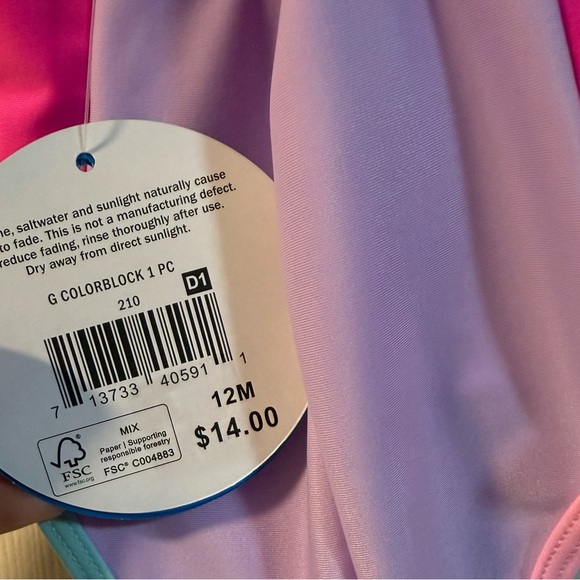 saltwater and sunlight naturally cause
to fade. This is not a manufacturing defect.
reduce fading, rinse thoroughly after use.
Dry away from direct sunlight.
G COLORBLOCK 1 PC
D1
210
7 13733 40591 1
12M
$14.00
FSC
www.fsc.org
MIX
Paper | Supporting
responsible forestry
FSC® C004883